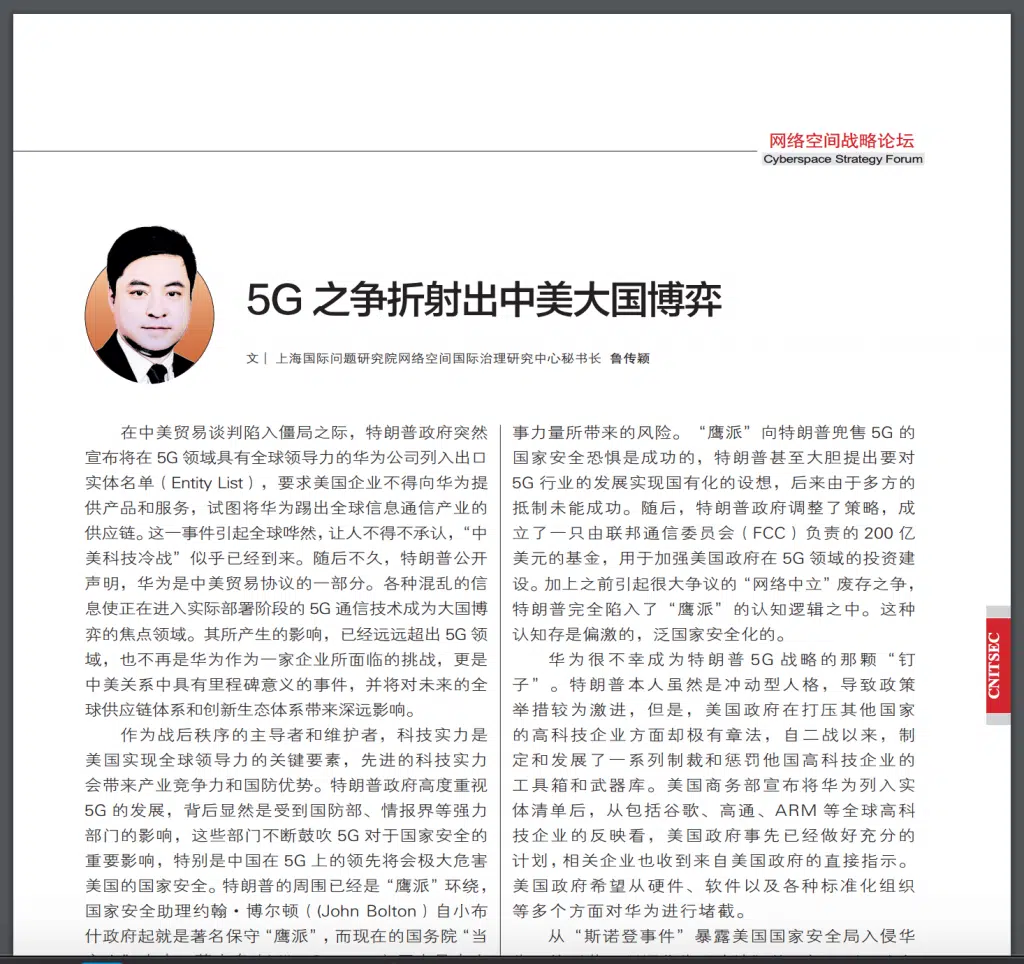 网络空间战略论坛
Cyberspace Strategy Forum
5G 之争折射出中美大国博弈
文｜ 上海国际问题研究院网络空间国际治理研究中心秘书长 鲁传颖
在中美贸易谈判陷入僵局之际，特朗普政府突然
宣布将在 5G 领域具有全球领导力的华为公司列入出口
实体名单（Entity List），要求美国企业不得向华为提
供产品和服务，试图将华为踢出全球信息通信产业的
供应链。这一事件引起全球哗然，让人不得不承认，“中
美科技冷战”似乎已经到来。随后不久，特朗普公开
声明，华为是中美贸易协议的一部分。各种混乱的信
息使正在进入实际部署阶段的 5G 通信技术成为大国博
弈的焦点领域。其所产生的影响，已经远远超出 5G 领
域，也不再是华为作为一家企业所面临的挑战，更是
中美关系中具有里程碑意义的事件，并将对未来的全
球供应链体系和创新生态体系带来深远影响。
作为战后秩序的主导者和维护者，科技实力是
美国实现全球领导力的关键要素，先进的科技实力
会带来产业竞争力和国防优势。特朗普政府高度重视
5G 的发展，背后显然是受到国防部、情报界等强力
部门的影响，这些部门不断鼓吹 5G 对于国家安全的
重要影响，特别是中国在 5G 上的领先将会极大危害
美国的国家安全。特朗普的周围已经是“鹰派”环绕，
国家安全助理约翰·博尔顿（(John Bolton）自小布
什政府起就是著名保守“鹰派”，而现在的国务院“当
事力量所带来的风险。“鹰派”向特朗普兜售 5G 的
国家安全恐惧是成功的，特朗普甚至大胆提出要对
5G 行业的发展实现国有化的设想，后来由于多方的
抵制未能成功。随后，特朗普政府调整了策略，成
立了一只由联邦通信委员会（FCC）负责的 200 亿
美元的基金，用于加强美国政府在 5G 领域的投资建
设。加上之前引起很大争议的“网络中立”废存之争，
特朗普完全陷入了“鹰派”的认知逻辑之中。这种
认知存是偏激的，泛国家安全化的。
华为很不幸成为特朗普 5G 战略的那颗“钉
子”。特朗普本人虽然是冲动型人格，导致政策
举措较为激进，但是，美国政府在打压其他国家
的高科技企业方面却极有章法，自二战以来，制
定和发展了一系列制裁和惩罚他国高科技企业的
工具箱和武器库。美国商务部宣布将华为列入实
体清单后，从包括谷歌、高通、ARM 等全球高科
技企业的反映看，美国政府事先已经做好充分的
计划，相关企业也收到来自美国政府的直接指示。
美国政府希望从硬件、软件以及各种标准化组织
等多个方面对华为进行堵截。
从“斯诺登事件”暴露美国国家安全局入侵华
CNITSEC